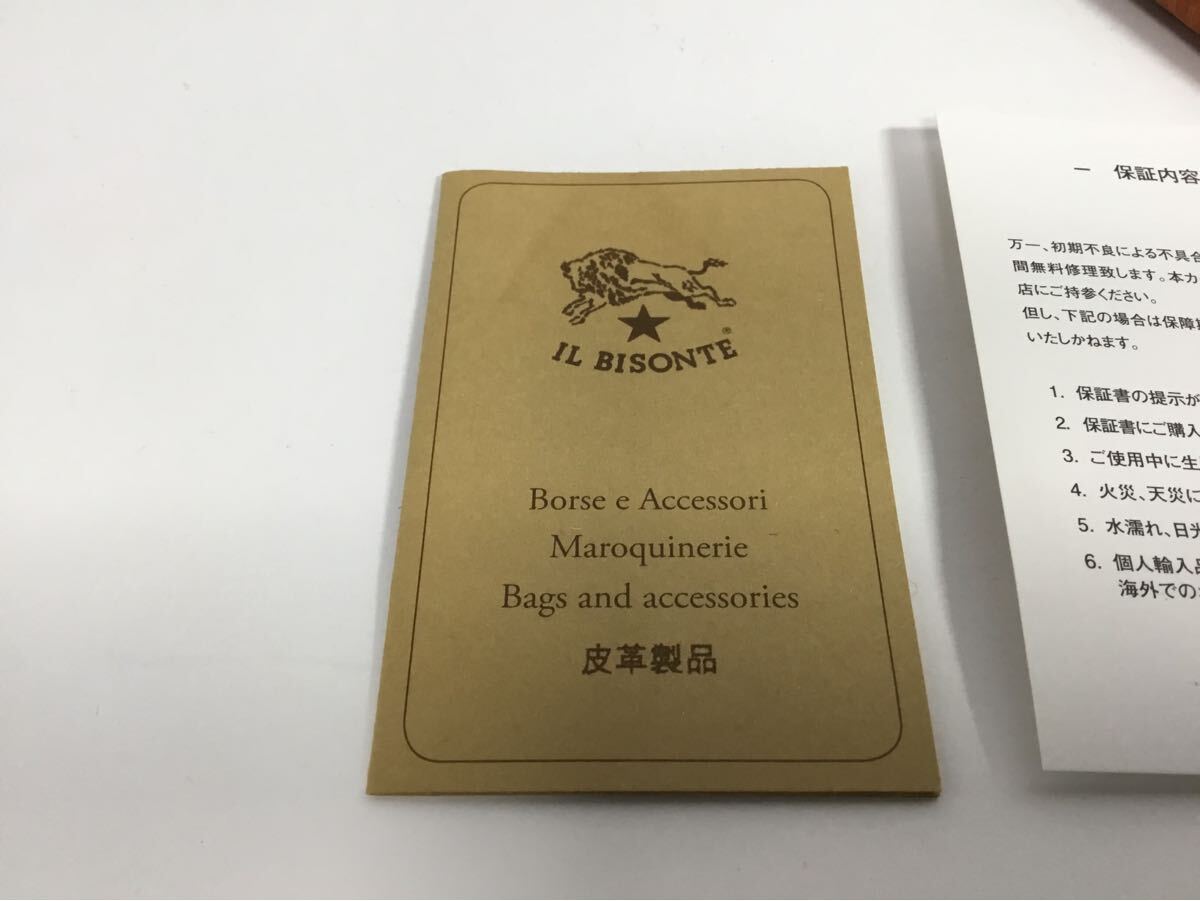 IL BISONTE®
Borse e Accessori
Maroquinerie
Bags and accessories
皮革製品
一 保証内容
万一、初期不良による不具合
間無料修理致します。本カ
店にご持参ください。
但し、下記の場合は保障
いたしかねます。
1. 保証書の提示が
2. 保証書にご購入
3. ご使用中に生
4. 火災、天災に
5. 水濡れ、日光
6. 個人輸入品
海外での